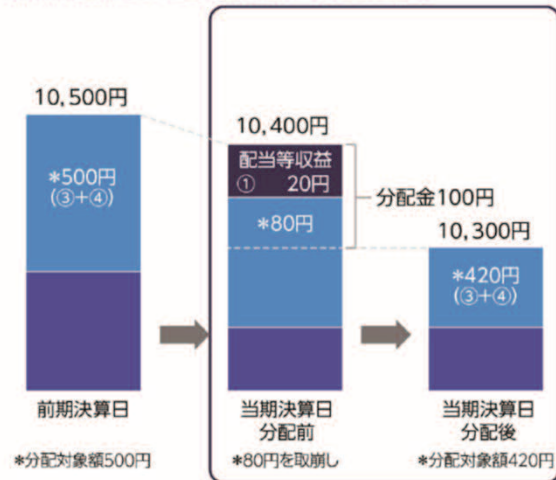 10,500円
*500円
(③+④)
前期決算日
*分配対象額500円
10,400円
配当等収益
① 20円
*80円
分配金100円
当期決算日
分配前
*80円を取崩し
10,300円
*420円
(③+④)
当期決算日
分配後
*分配対象額420円